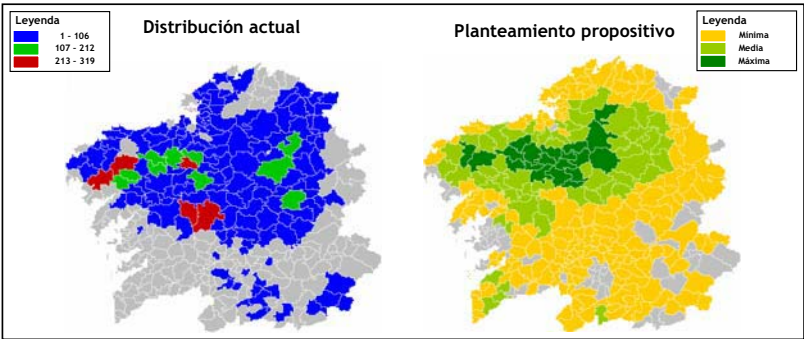 Leyenda
1 - 106
107 - 212
213 - 319
Distribución actual
Planteamiento propositivo
Leyenda
Mínima
Media
Máxima